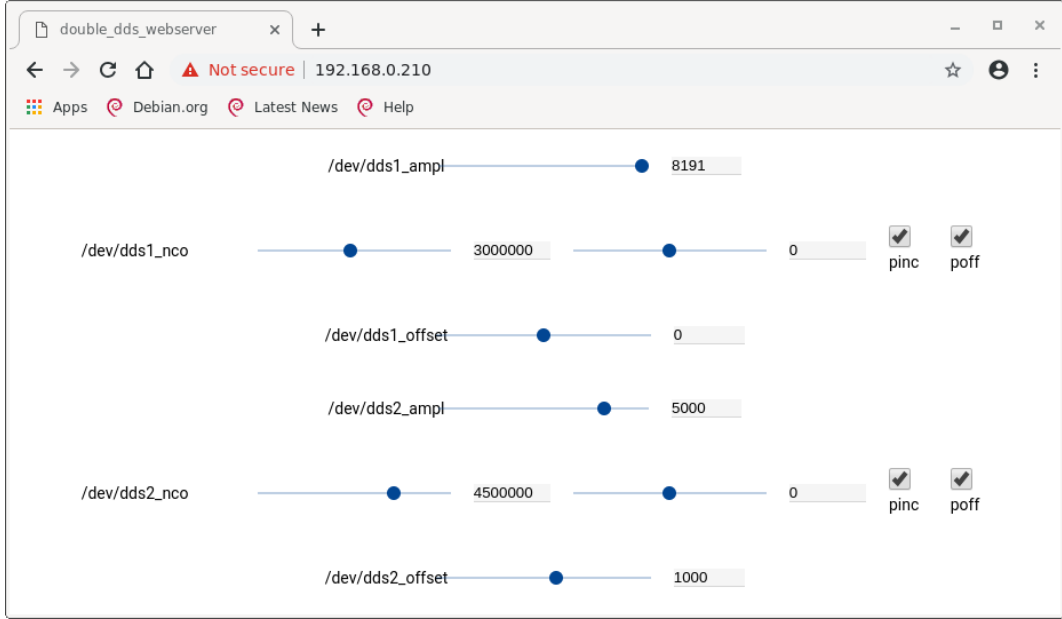 double_dds_webserver
Not secure 192.168.0.210
Apps Debian.org Latest News Help
/dev/dds1_ampl 8191
/dev/dds1_nco 3000000 0 pinc poff
/dev/dds1_offset 0
/dev/dds2_ampl 5000
/dev/dds2_nco 4500000 0 pinc poff
/dev/dds2_offset 1000